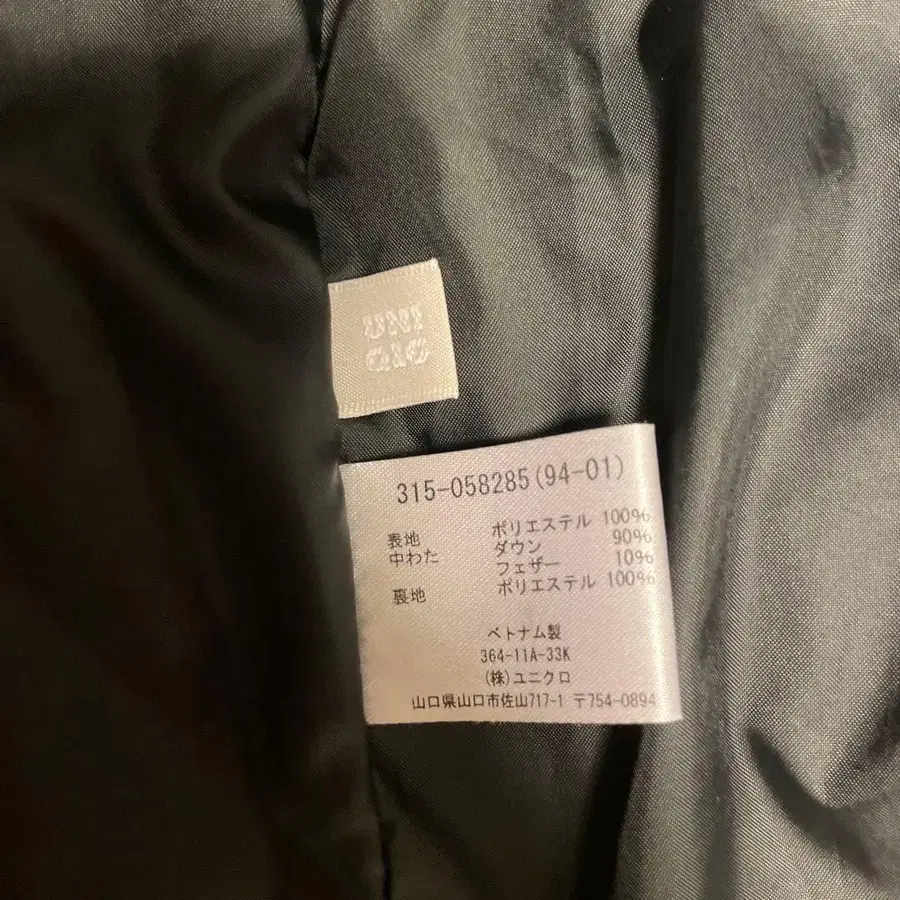 UNI
QLO
315-058285(94-01)
表地 ポリエステル 100%
中わた ダウン 90%
フェザー 10%
裏地 ポリエステル 100%
ベトナム製
364-11A-33K
(株)ユニクロ
山口県山口市佐山717-1 〒754-0894